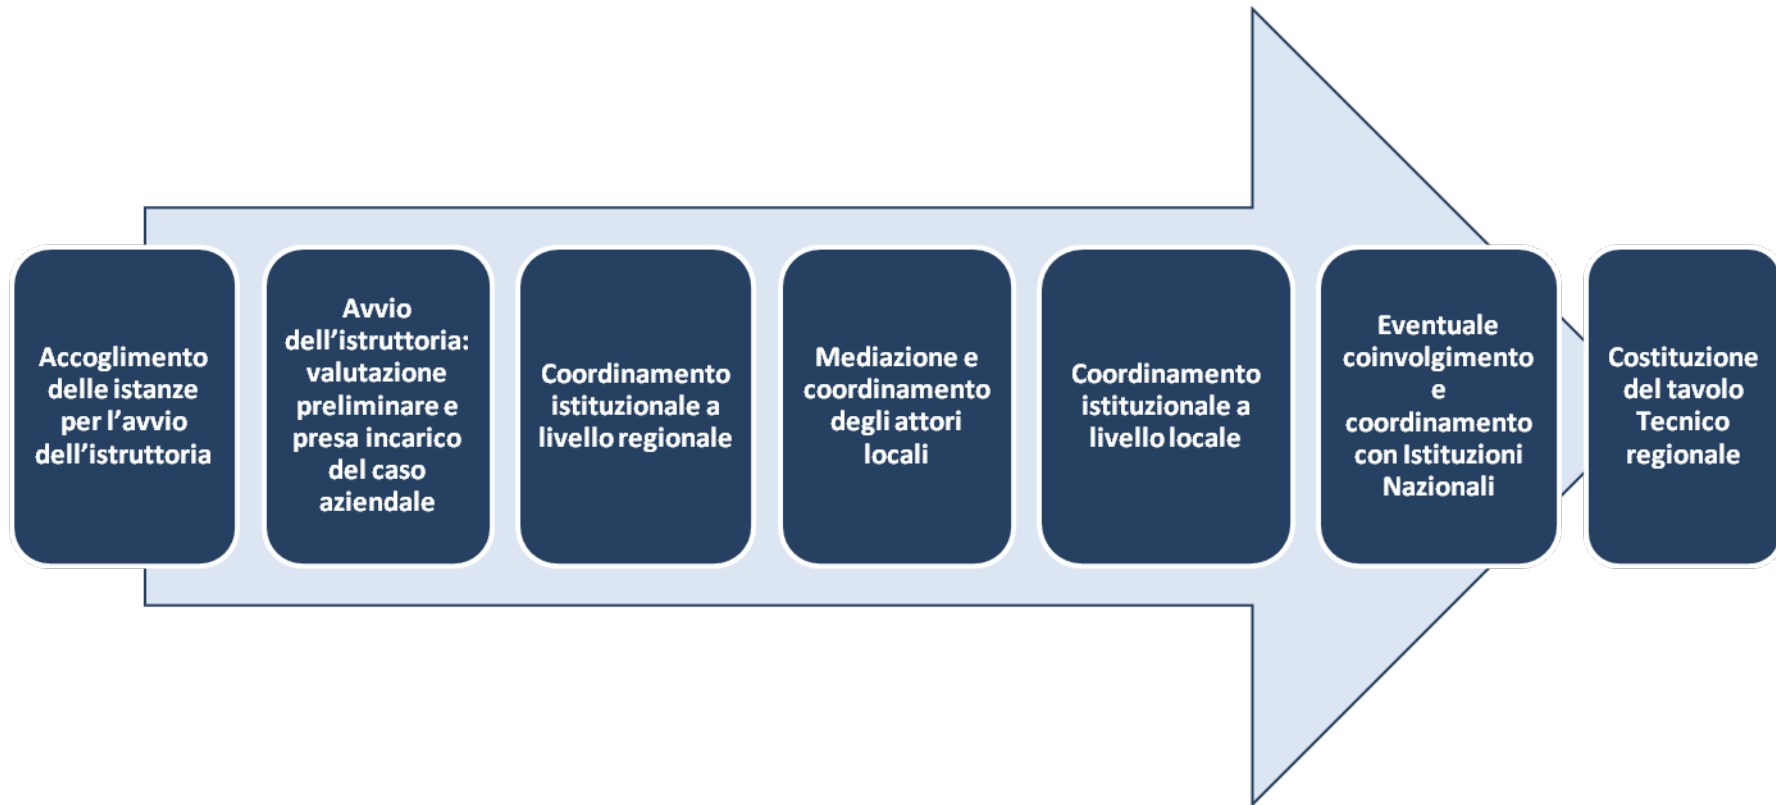 Accoglimento
delle istanze
per l'avvio
dell'istruttoria
Avvio
dell'istruttoria:
valutazione
preliminare e
presa incarico
del caso
aziendale
Coordinamento
istituzionale a
livello regionale
Mediazione e
coordinamento
degli attori
locali
Coordinamento
istituzionale a
livello locale
Eventuale
coinvolgimento
e
coordinamento
con Istituzioni
Nazionali
Costituzione
del tavolo
Tecnico
regionale